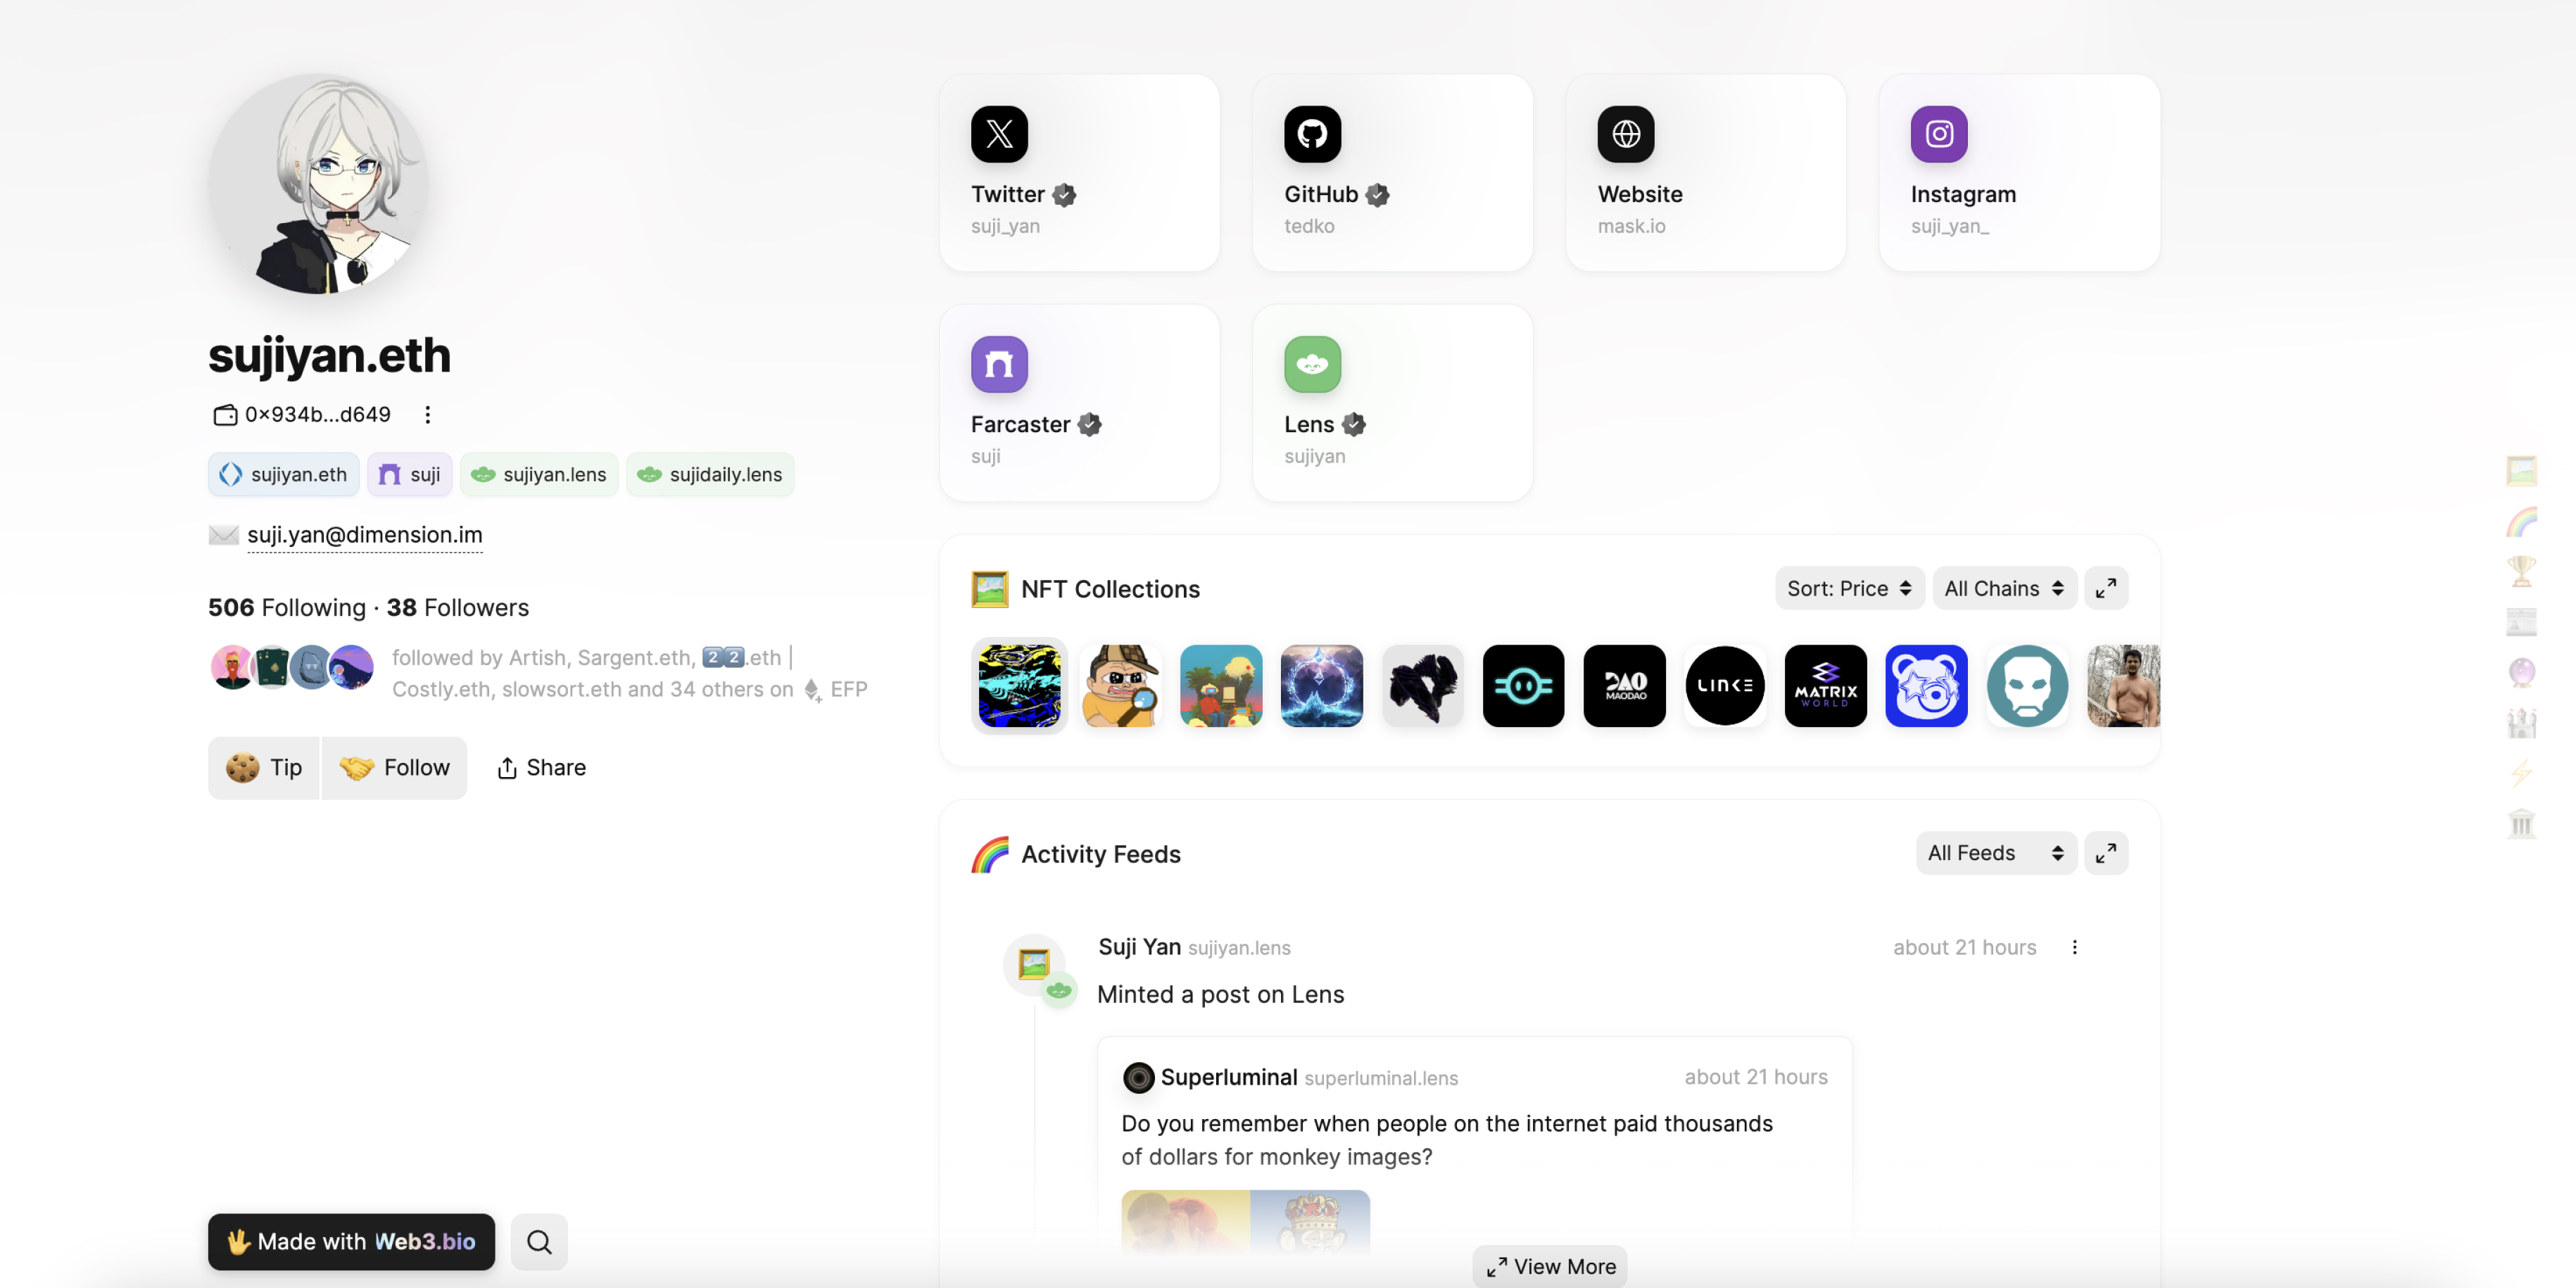 sujiyan.eth
0×934b...d649
sujiyan.eth
suji
sujiyan.lens
sujidaily.lens
suji.yan@dimension.im
506 Following · 38 Followers
followed by Artish, Sargent.eth, 2️⃣2️⃣.eth |
Costly.eth, slowsort.eth and 34 others on EFP
Tip
Follow
Share
Made with Web3.bio
Twitter
suji_yan
GitHub
tedko
Website
mask.io
Instagram
suji_yan_
Farcaster
suji
Lens
sujiyan
NFT Collections
Sort: Price
All Chains
DAO
MAODAO
LINKE
MATRIX
WORLD
Activity Feeds
All Feeds
Suji Yan sujiyan.lens
about 21 hours
Minted a post on Lens
Superluminal superluminal.lens
about 21 hours
Do you remember when people on the internet paid thousands
of dollars for monkey images?
View More